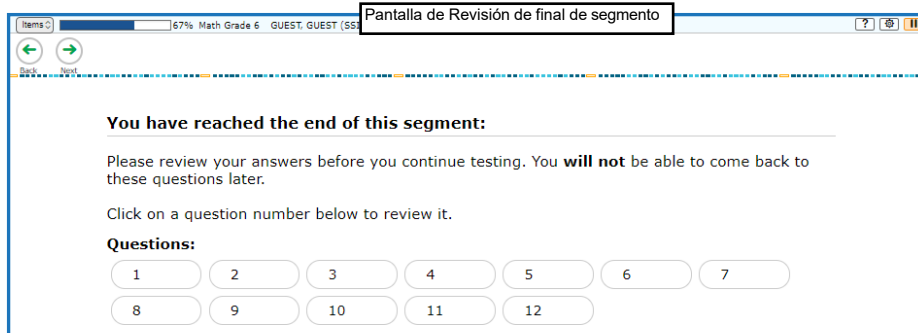 Pantalla de Revisión de final de segmento
Items 67% Math Grade 6 GUEST, GUEST (SSI ?
Back Next
You have reached the end of this segment:
Please review your answers before you continue testing. You will not be able to come back to
these questions later.
Click on a question number below to review it.
Questions:
1 2 3 4 5 6 7
8 9 10 11 12